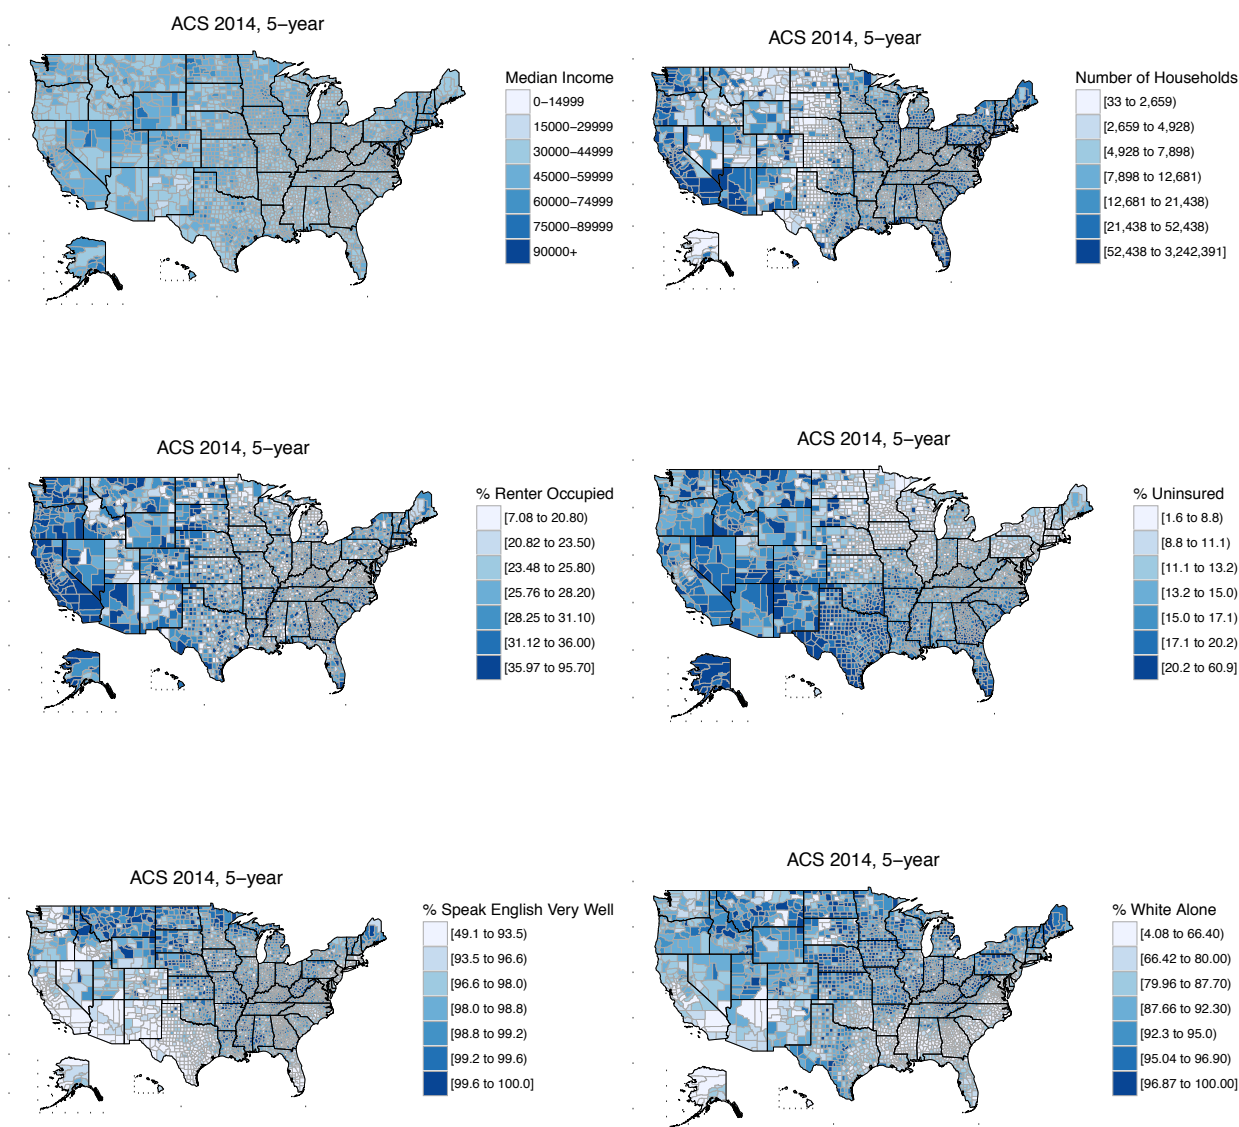 ACS 2014, 5−year
Median Income
0−14999
15000−29999
30000−44999
45000−59999
60000−74999
75000−89999
90000+
ACS 2014, 5−year
Number of Households
[33 to 2,659)
[2,659 to 4,928)
[4,928 to 7,898)
[7,898 to 12,681)
[12,681 to 21,438)
[21,438 to 52,438)
[52,438 to 3,242,391]
ACS 2014, 5−year
% Renter Occupied
[7.08 to 20.80)
[20.82 to 23.50)
[23.48 to 25.80)
[25.76 to 28.20)
[28.25 to 31.10)
[31.12 to 36.00)
[35.97 to 95.70]
ACS 2014, 5−year
% Uninsured
[1.6 to 8.8)
[8.8 to 11.1)
[11.1 to 13.2)
[13.2 to 15.0)
[15.0 to 17.1)
[17.1 to 20.2)
[20.2 to 60.9]
ACS 2014, 5−year
% Speak English Very Well
[49.1 to 93.5)
[93.5 to 96.6)
[96.6 to 98.0)
[98.0 to 98.8)
[98.8 to 99.2)
[99.2 to 99.6)
[99.6 to 100.0]
ACS 2014, 5−year
% White Alone
[4.08 to 66.40)
[66.42 to 80.00)
[79.96 to 87.70)
[87.66 to 92.30)
[92.3 to 95.0)
[95.04 to 96.90)
[96.87 to 100.00]